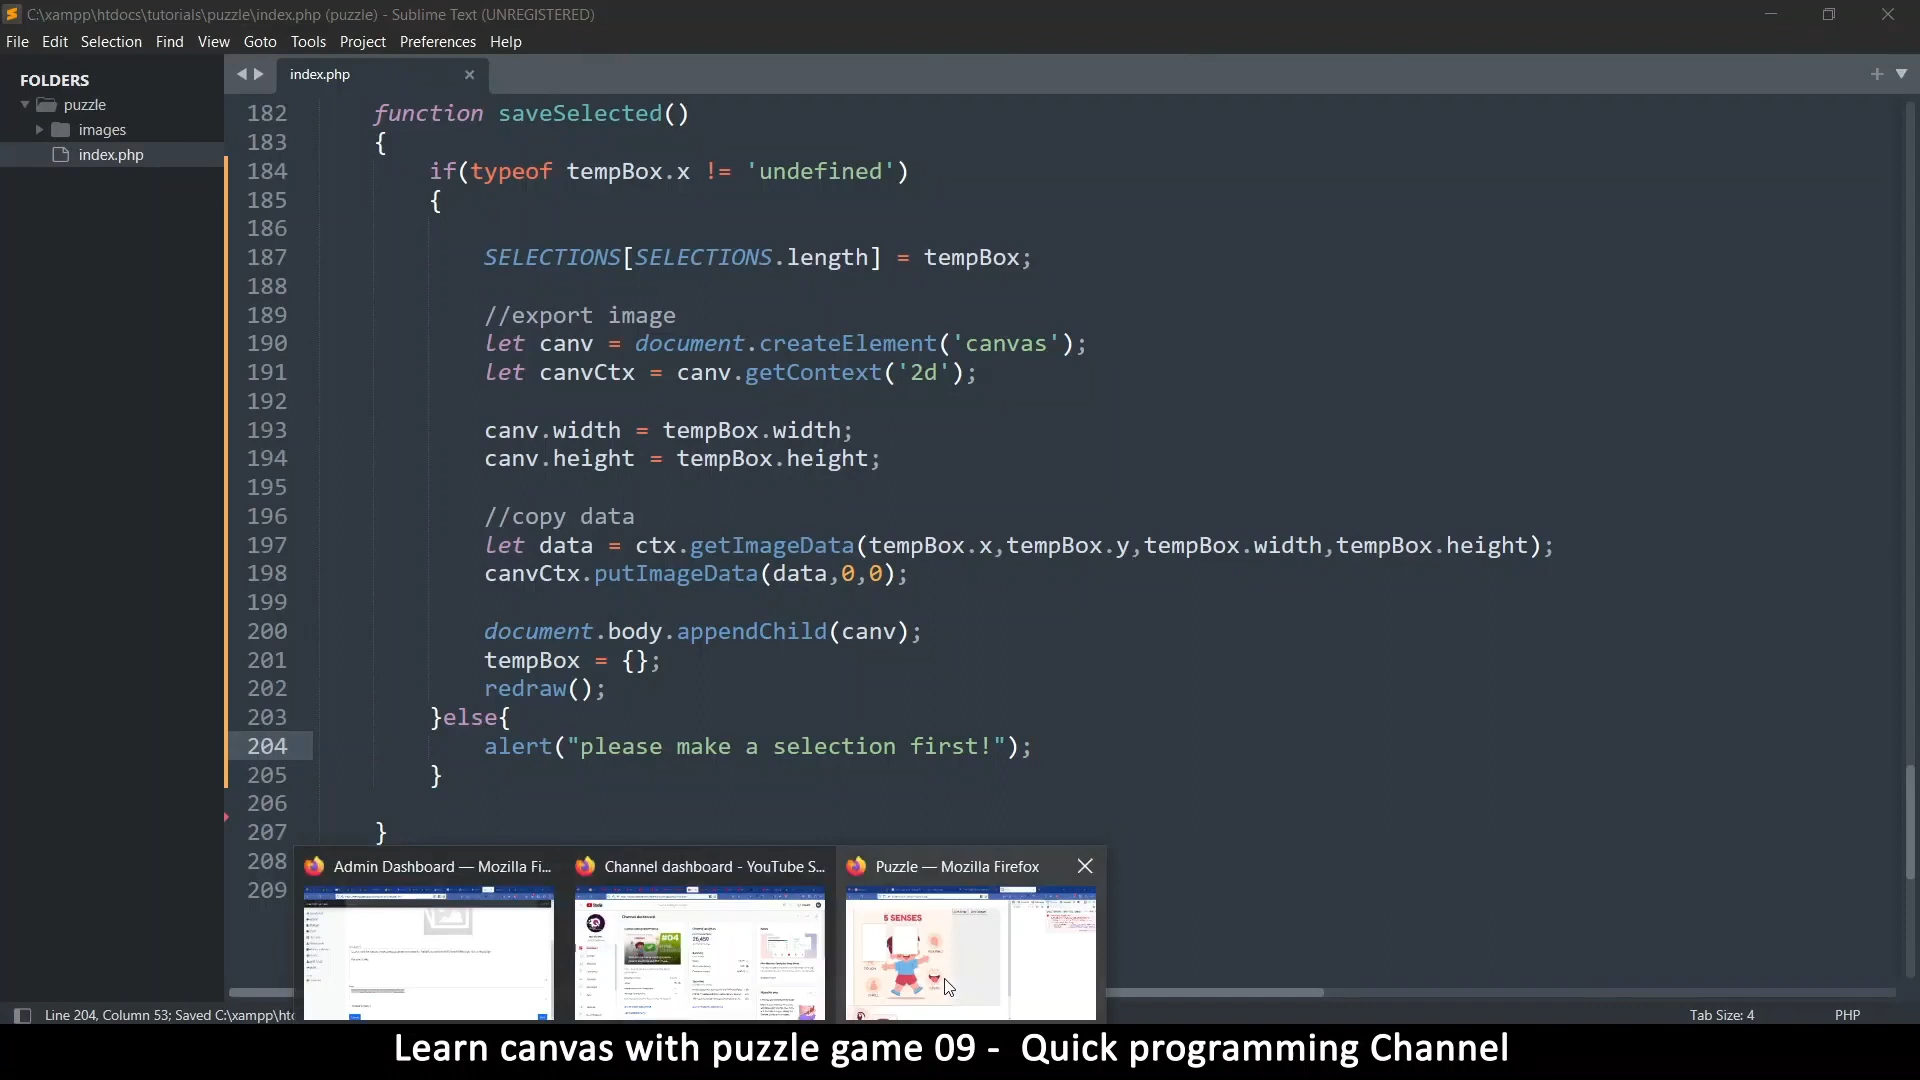 C:\xampp\htdocs\tutorials\puzzle\index.php (puzzle) - Sublime Text (UNREGISTERED)
File Edit Selection Find View Goto Tools Project Preferences Help
FOLDERS
puzzle
images
index.php
index.php
182 function saveSelected()
183 {
184 if(typeof tempBox.x != 'undefined')
185 {
186
187 SELECTIONS[SELECTIONS.length] = tempBox;
188
189 //export image
190 let canv = document.createElement('canvas');
191 let canvCtx = canv.getContext('2d');
192
193 canv.width = tempBox.width;
194 canv.height = tempBox.height;
195
196 //copy data
197 let data = ctx.getImageData(tempBox.x,tempBox.y,tempBox.width,tempBox.height);
198 canvCtx.putImageData(data,0,0);
199
200 document.body.appendChild(canv);
201 tempBox = {};
202 redraw();
203 }else{
204 alert("please make a selection first!");
205 }
206
207 }
208
209
Admin Dashboard — Mozilla Fi...
Channel dashboard - YouTube S...
Puzzle — Mozilla Firefox
5 SENSES
Line 204, Column 53; Saved C:\xampp\htc
Tab Size: 4
PHP
Learn canvas with puzzle game 09 - Quick programming Channel